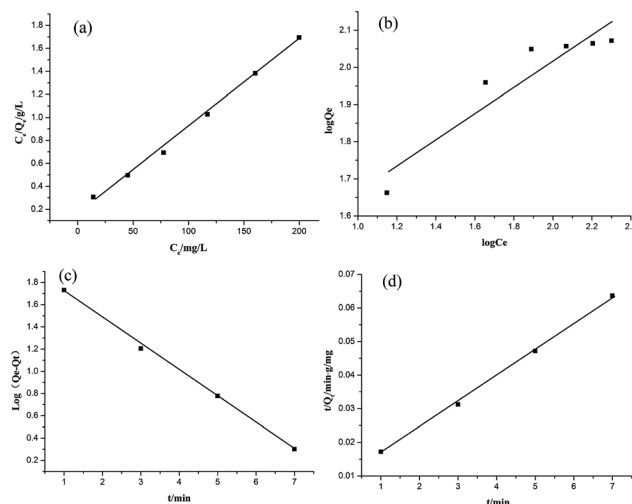 (a)
C_e/Q_e/g/L
1.8
1.6
1.4
1.2
1.0
0.8
0.6
0.4
0.2
0 50 100 150 200
C_e/mg/L
(b)
logQe
2.1
2.0
1.9
1.8
1.7
1.6
1.0 1.2 1.4 1.6 1.8 2.0 2.2 2.
logCe
(c)
Log（Qe-Qt）
1.8
1.6
1.4
1.2
1.0
0.8
0.6
0.4
0.2
1 2 3 4 5 6 7
t/min
(d)
t/Q_t/min·g/mg
0.07
0.06
0.05
0.04
0.03
0.02
0.01
1 2 3 4 5 6 7
t/min